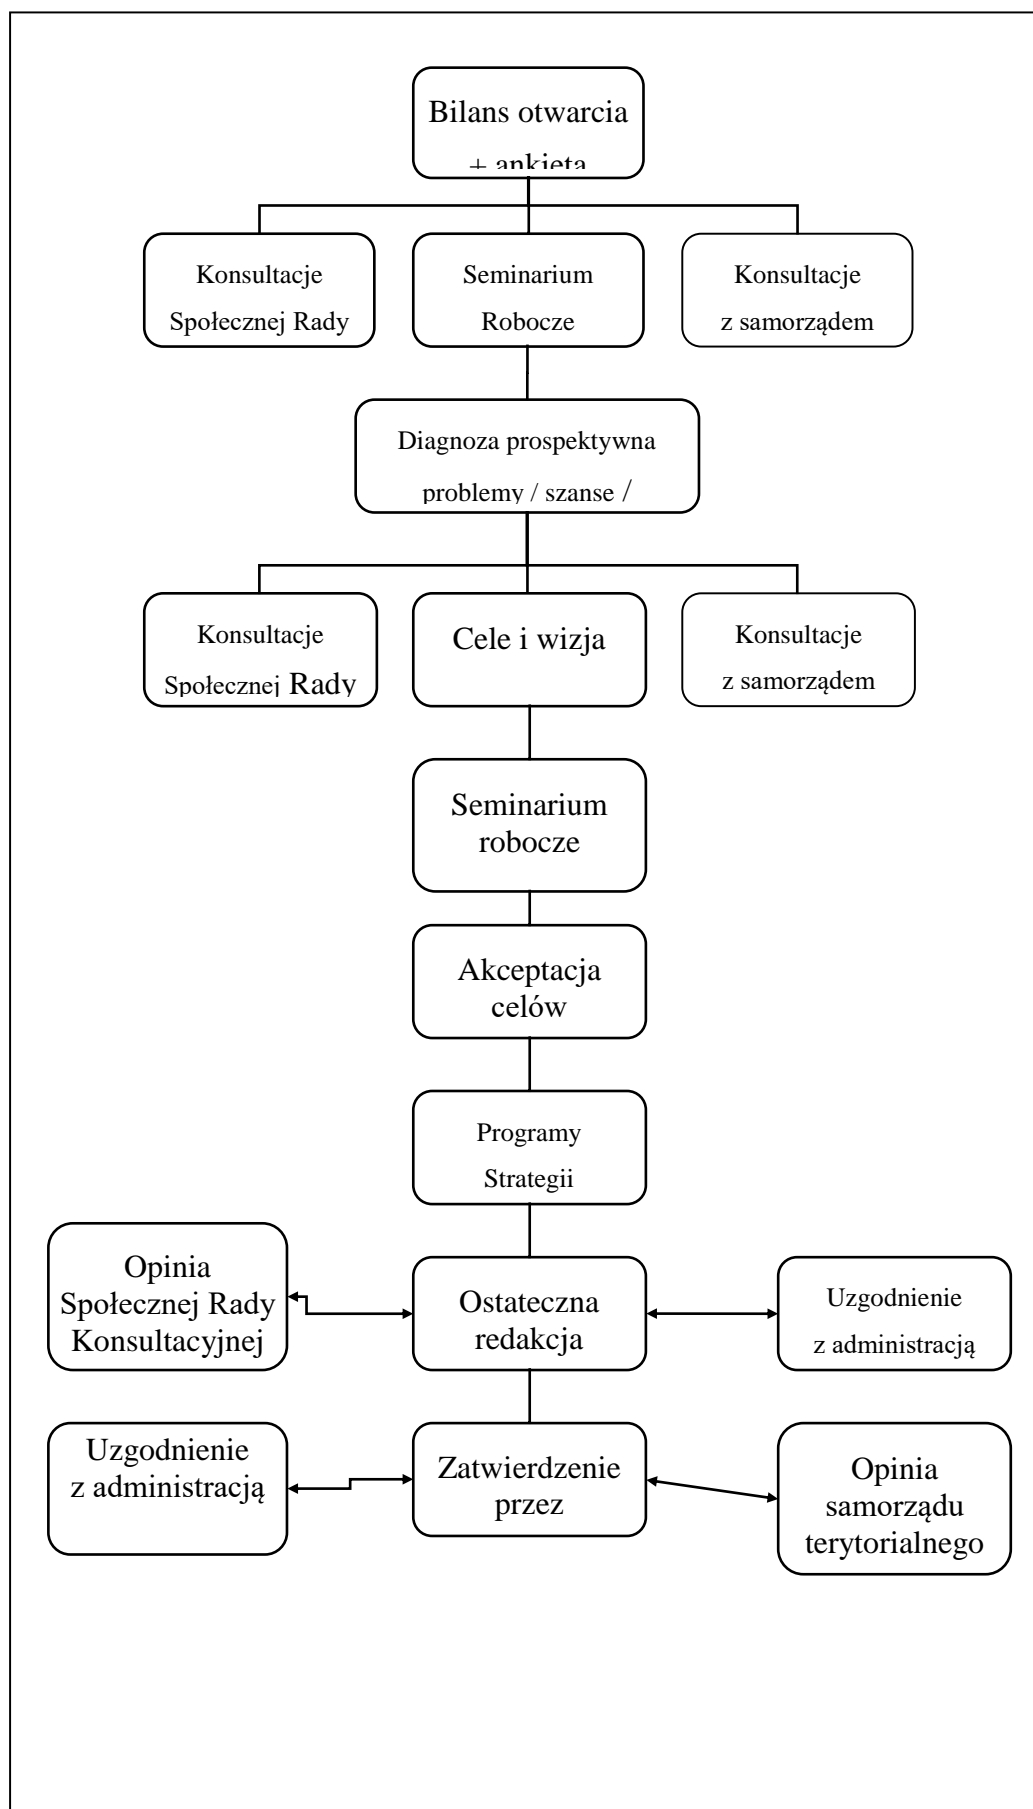 Bilans otwarcia
+ ankieta
Konsultacje
Społecznej Rady
Seminarium
Robocze
Konsultacje
z samorządem
Diagnoza prospektywna
problemy / szanse /
Konsultacje
Społecznej Rady
Cele i wizja
Konsultacje
z samorządem
Seminarium
robocze
Akceptacja
celów
Programy
Strategii
Opinia
Społecznej Rady
Konsultacyjnej
Ostateczna
redakcja
Uzgodnienie
z administracją
Uzgodnienie
z administracją
Zatwierdzenie
przez
Opinia
samorządu
terytorialnego